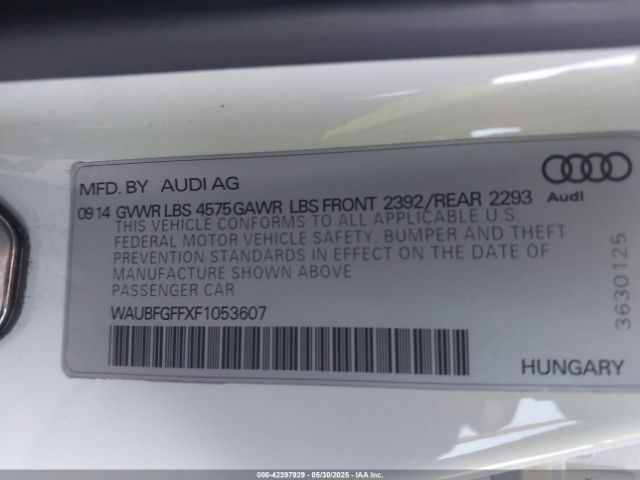 MFD. BY AUDI AG
09 14 GVWR LBS 4575 GAWR LBS FRONT 2392/REAR 2293
THIS VEHICLE CONFORMS TO ALL APPLICABLE U.S.
FEDERAL MOTOR VEHICLE SAFETY, BUMPER AND THEFT
PREVENTION STANDARDS IN EFFECT ON THE DATE OF
MANUFACTURE SHOWN ABOVE
PASSENGER CAR
WAUBFGFFXF1053607
Audi
3630125
HUNGARY
000-42397929 - 05/30/2025 - IAA Inc.